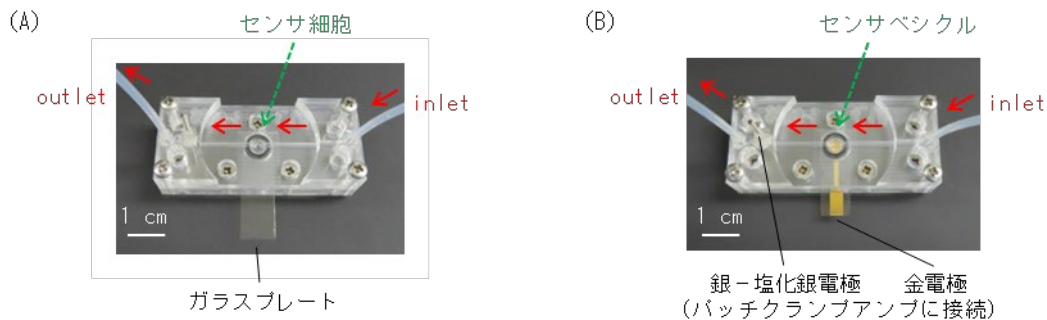 (A)
センサ細胞
outlet
inlet
1 cm
ガラスプレート
(B)
センサベシクル
outlet
inlet
1 cm
銀－塩化銀電極
(パッチクランプアンプに接続)
金電極